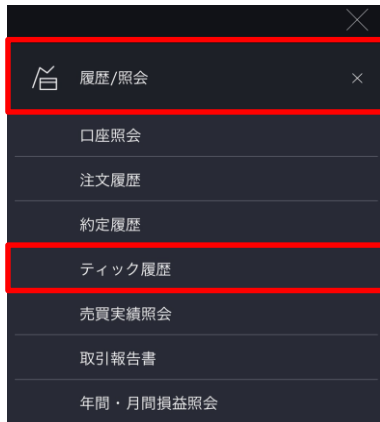 履歴/照会
口座照会
注文履歴
約定履歴
ティック履歴
売買実績照会
取引報告書
年間・月間損益照会